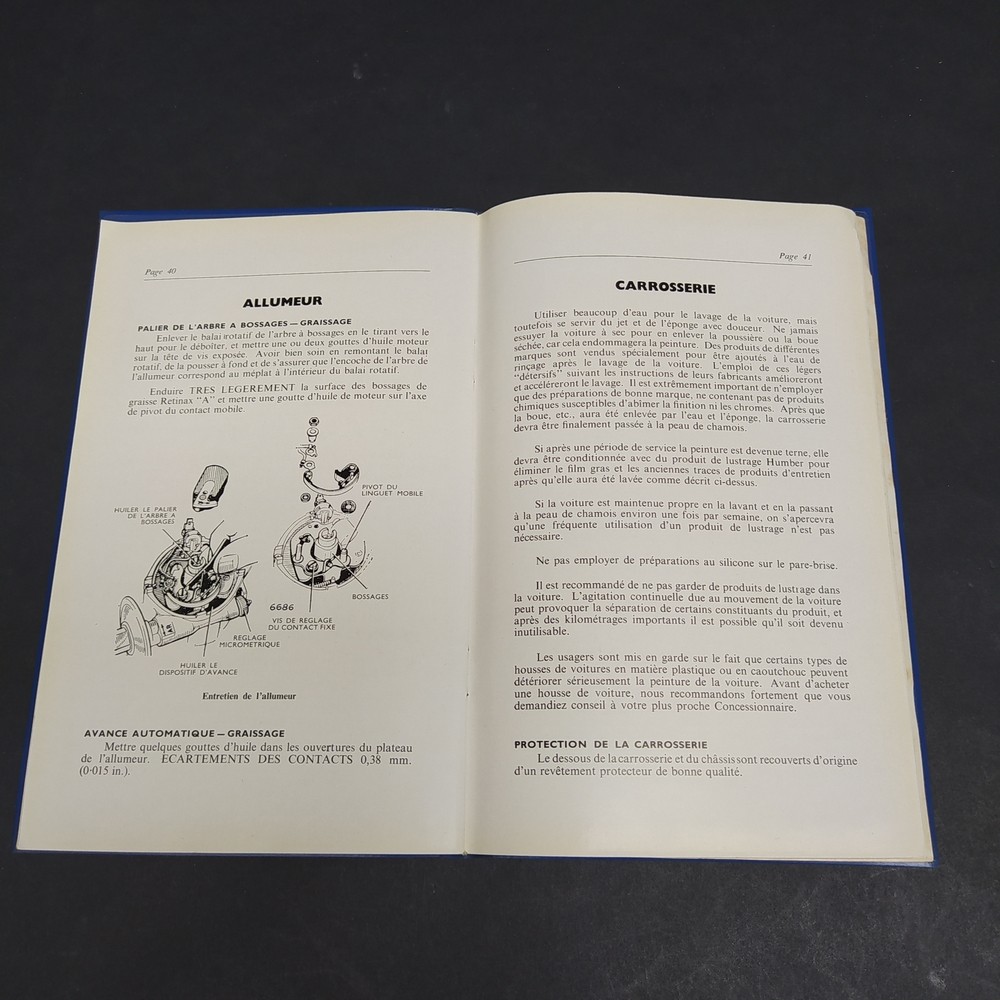 Page 40
ALLUMEUR
PALIER DE L'ARBRE A BOSSAGES — GRAISSAGE
Enlever le balai rotatif de l'arbre à bossages en le tirant vers le
haut pour le déboîter, et mettre une ou deux gouttes d'huile moteur
sur la tête de vis exposée. Avoir bien soin en remontant le balai
rotatif, de la pousser à fond et de s'assurer que l'encoche de l'arbre de
l'allumeur correspond au méplat à l'intérieur du balai rotatif.
Enduire TRES LEGEREMENT la surface des bossages de
graisse Retinax "A" et mettre une goutte d'huile de moteur sur l'axe
de pivot du contact mobile.
PIVOT DU
LINGUET MOBILE
HUILER LE PALIER
DE L'ARBRE A
BOSSAGES
BOSSAGES
6686
VIS DE REGLAGE
DU CONTACT FIXE
REGLAGE
MICROMETRIQUE
HUILER LE
DISPOSITIF D'AVANCE
Entretien de l'allumeur
AVANCE AUTOMATIQUE — GRAISSAGE
Mettre quelques gouttes d'huile dans les ouvertures du plateau
de l'allumeur. ECARTEMENTS DES CONTACTS 0,38 mm.
(0·015 in.).
Page 41
CARROSSERIE
Utiliser beaucoup d'eau pour le lavage de la voiture, mais
toutefois se servir du jet et de l'éponge avec douceur. Ne jamais
essuyer la voiture à sec pour en enlever la poussière ou la boue
séchée, car cela endommagera la peinture. Des produits de différentes
marques sont vendus spécialement pour être ajoutés à l'eau de
rinçage après le lavage de la voiture. L'emploi de ces légers
"détersifs" suivant les instructions de leurs fabricants amélioreront
et accéléreront le lavage. Il est extrêmement important de n'employer
que des préparations de bonne marque, ne contenant pas de produits
chimiques susceptibles d'abîmer la finition ni les chromes. Après que
la boue, etc., aura été enlevée par l'eau et l'éponge, la carrosserie
devra être finalement passée à la peau de chamois.
Si après une période de service la peinture est devenue terne, elle
devra être conditionnée avec du produit de lustrage Humber pour
éliminer le film gras et les anciennes traces de produits d'entretien
après qu'elle aura été lavée comme décrit ci-dessus.
Si la voiture est maintenue propre en la lavant et en la passant
à la peau de chamois environ une fois par semaine, on s'apercevra
qu'une fréquente utilisation d'un produit de lustrage n'est pas
nécessaire.
Ne pas employer de préparations au silicone sur le pare-brise.
Il est recommandé de ne pas garder de produits de lustrage dans
la voiture. L'agitation continuelle due au mouvement de la voiture
peut provoquer la séparation de certains constituants du produit, et
après des kilométrages importants il est possible qu'il soit devenu
inutilisable.
Les usagers sont mis en garde sur le fait que certains types de
housses de voitures en matière plastique ou en caoutchouc peuvent
détériorer sérieusement la peinture de la voiture. Avant d'acheter
une housse de voiture, nous recommandons fortement que vous
demandiez conseil à votre plus proche Concessionnaire.
PROTECTION DE LA CARROSSERIE
Le dessous de la carrosserie et du châssis sont recouverts d'origine
d'un revêtement protecteur de bonne qualité.